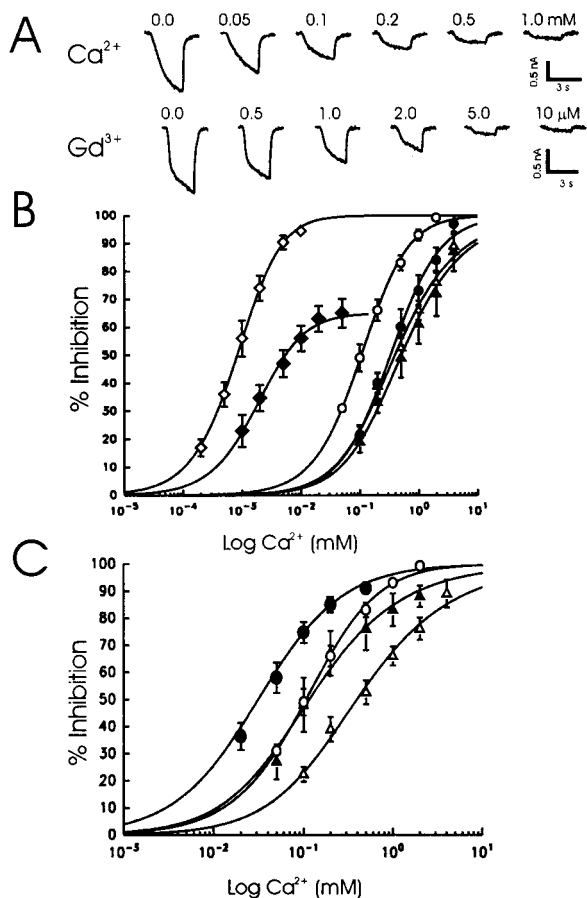 A
Ca²⁺
0.0 0.05 0.1 0.2 0.5 1.0 mM
0.5 nA
3 s
Gd³⁺
0.0 0.5 1.0 2.0 5.0 10 µM
0.5 nA
3 s
B
% Inhibition
100
90
80
70
60
50
40
30
20
10
0
10⁻⁵ 10⁻⁴ 10⁻³ 10⁻² 10⁻¹ 10⁰ 10¹
Log Ca²⁺ (mM)
C
% Inhibition
100
90
80
70
60
50
40
30
20
10
0
10⁻³ 10⁻² 10⁻¹ 10⁰ 10¹
Log Ca²⁺ (mM)